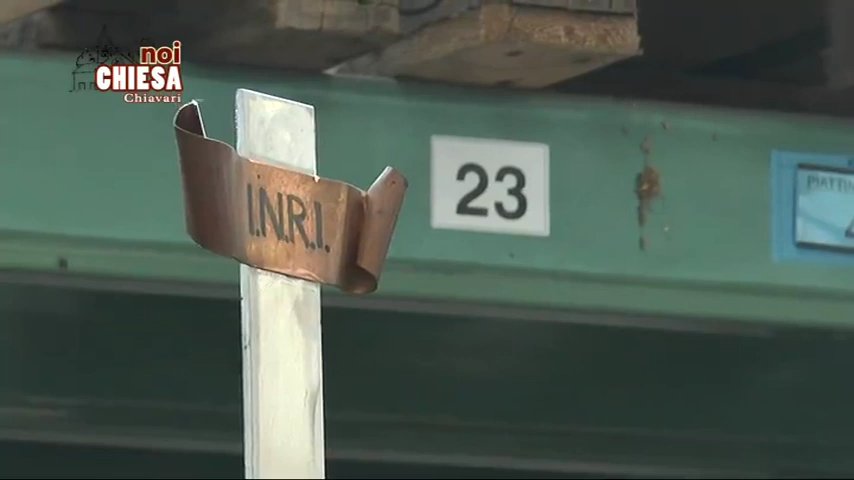 noi
CHIESA
Chiavari
I.N.R.I.
23